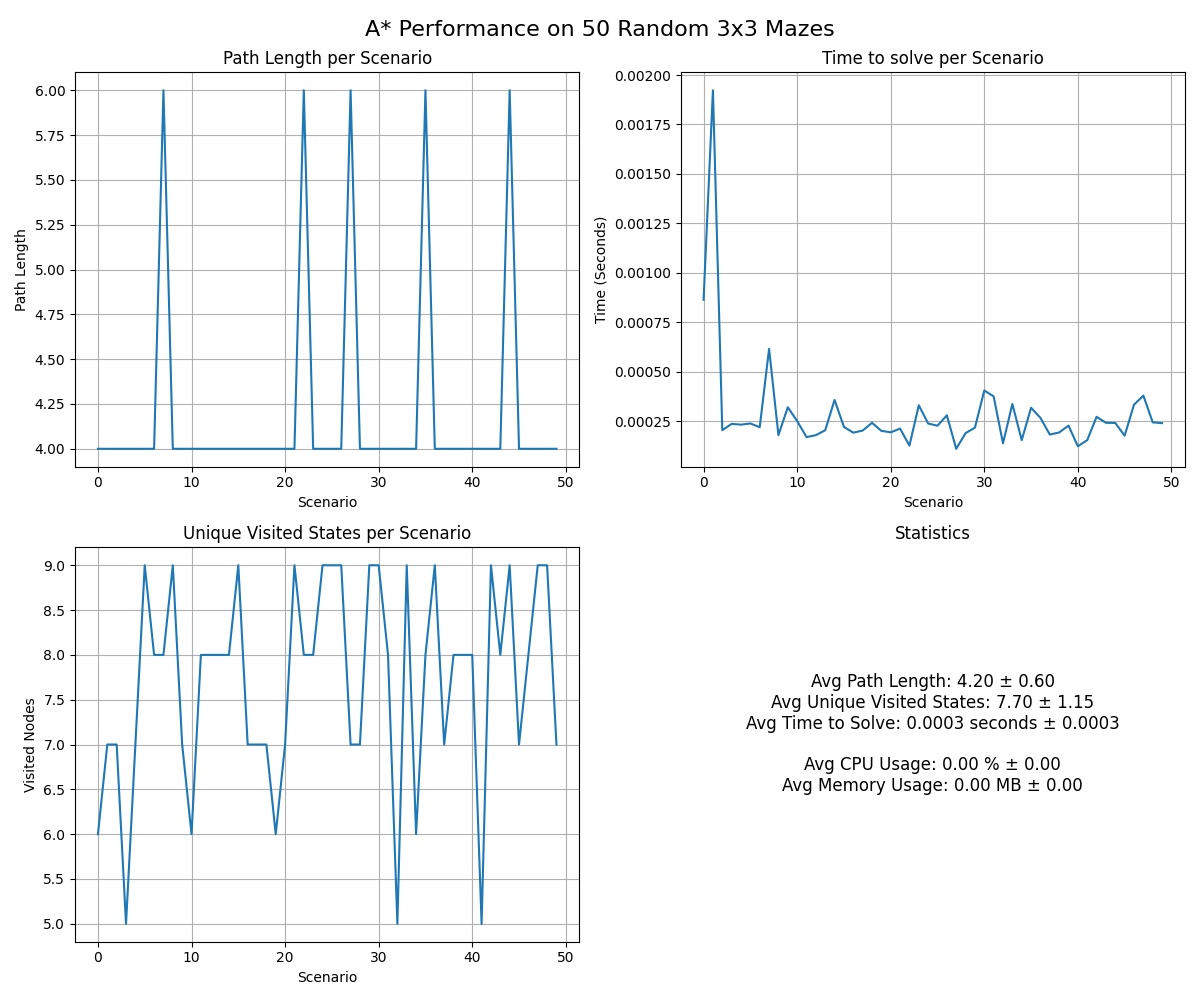 A* Performance on 50 Random 3x3 Mazes
Path Length per Scenario
6.00
5.75
5.50
5.25
5.00
4.75
4.50
4.25
4.00
Path Length
0 10 20 30 40 50
Scenario
Time to solve per Scenario
0.00200
0.00175
0.00150
0.00125
0.00100
0.00075
0.00050
0.00025
Time (Seconds)
0 10 20 30 40 50
Scenario
Unique Visited States per Scenario
9.0
8.5
8.0
7.5
7.0
6.5
6.0
5.5
5.0
Visited Nodes
0 10 20 30 40 50
Scenario
Statistics
Avg Path Length: 4.20 ± 0.60
Avg Unique Visited States: 7.70 ± 1.15
Avg Time to Solve: 0.0003 seconds ± 0.0003
Avg CPU Usage: 0.00 % ± 0.00
Avg Memory Usage: 0.00 MB ± 0.00